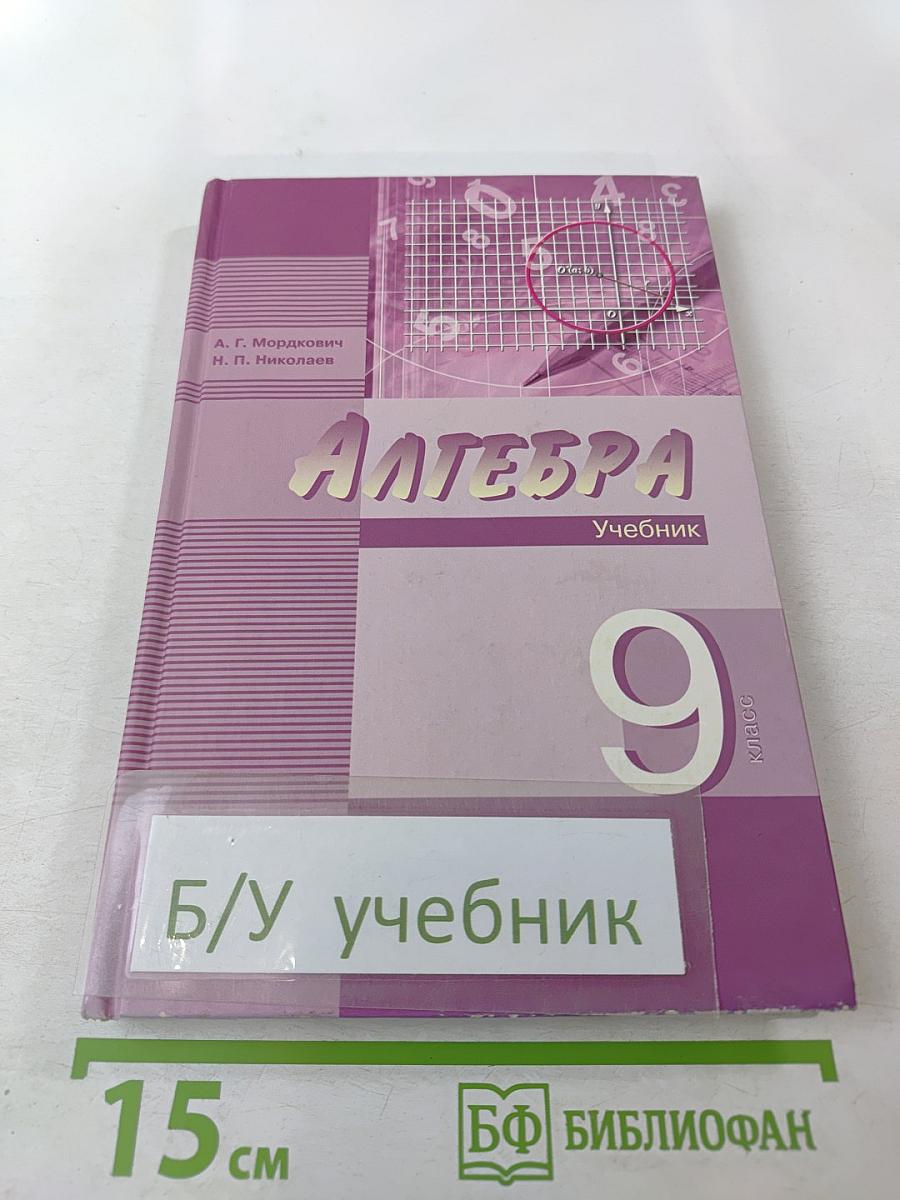 А. Г. Мордкович
Н. П. Николаев
O'(a; b)
y
r
O
x
АЛГЕБРА
Учебник
9
класс
Б/У учебник
15 см
БФ БИБЛИОФАН